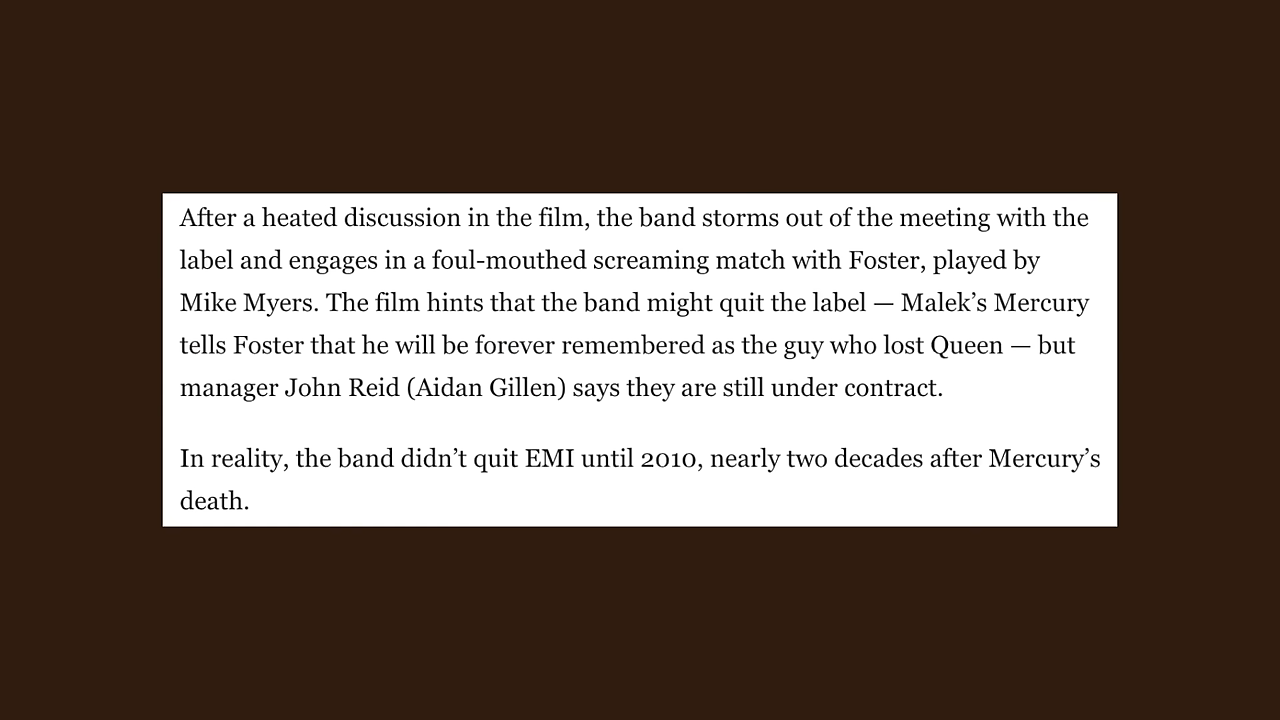 After a heated discussion in the film, the band storms out of the meeting with the
label and engages in a foul-mouthed screaming match with Foster, played by
Mike Myers. The film hints that the band might quit the label — Malek’s Mercury
tells Foster that he will be forever remembered as the guy who lost Queen — but
manager John Reid (Aidan Gillen) says they are still under contract.
In reality, the band didn’t quit EMI until 2010, nearly two decades after Mercury’s
death.